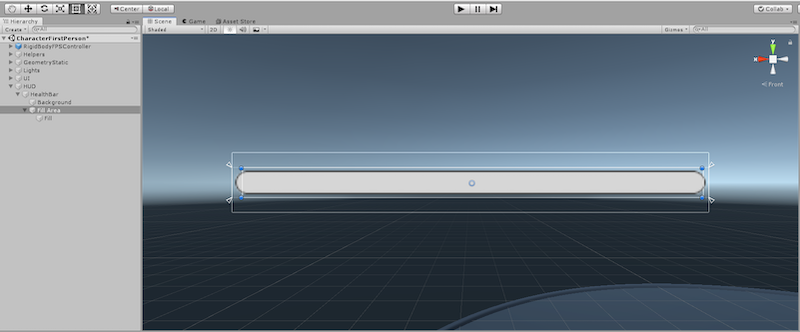 Center Local
Collab
Hierarchy
Scene Game Asset Store
Create All
Shaded 2D Gizmos All
CharacterFirstPerson*
RigidBodyFPSController
Helpers
GeometryStatic
Lights
UI
HUD
HealthBar
Background
Fill Area
Fill
y
x
Front